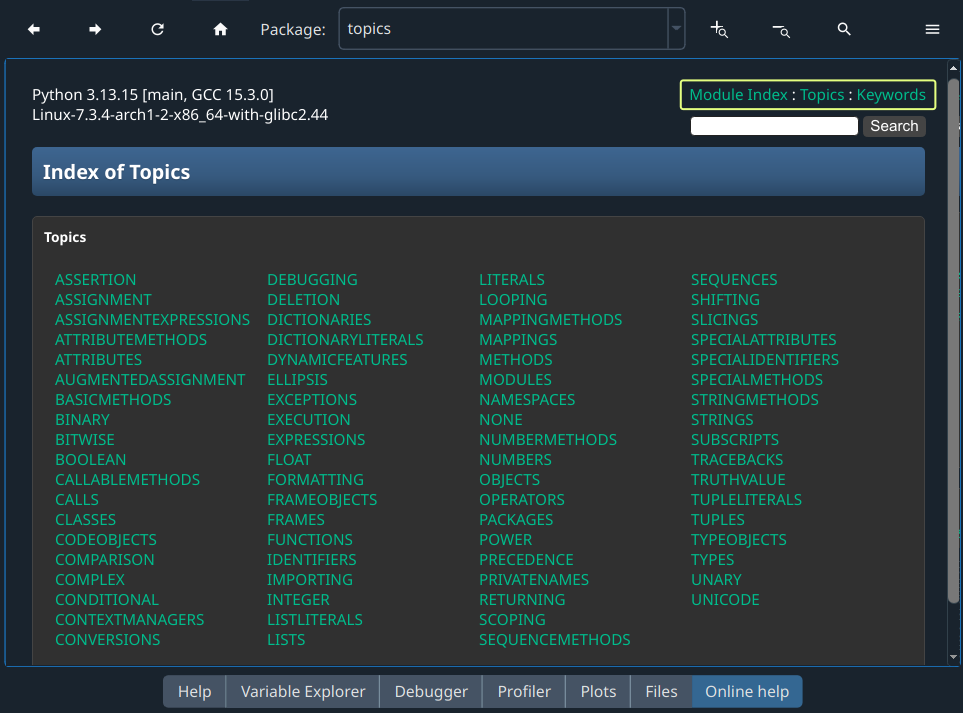 Package: topics
Python 3.13.15 [main, GCC 15.3.0]
Linux-7.3.4-arch1-2-x86_64-with-glibc2.44
Module Index : Topics : Keywords
Search
Index of Topics
Topics
ASSERTION
ASSIGNMENT
ASSIGNMENTEXPRESSIONS
ATTRIBUTEMETHODS
ATTRIBUTES
AUGMENTEDASSIGNMENT
BASICMETHODS
BINARY
BITWISE
BOOLEAN
CALLABLEMETHODS
CALLS
CLASSES
CODEOBJECTS
COMPARISON
COMPLEX
CONDITIONAL
CONTEXTMANAGERS
CONVERSIONS
DEBUGGING
DELETION
DICTIONARIES
DICTIONARYLITERALS
DYNAMICFEATURES
ELLIPSIS
EXCEPTIONS
EXECUTION
EXPRESSIONS
FLOAT
FORMATTING
FRAMEOBJECTS
FRAMES
FUNCTIONS
IDENTIFIERS
IMPORTING
INTEGER
LISTLITERALS
LISTS
LITERALS
LOOPING
MAPPINGMETHODS
MAPPINGS
METHODS
MODULES
NAMESPACES
NONE
NUMBERMETHODS
NUMBERS
OBJECTS
OPERATORS
PACKAGES
POWER
PRECEDENCE
PRIVATENAMES
RETURNING
SCOPING
SEQUENCEMETHODS
SEQUENCES
SHIFTING
SLICINGS
SPECIALATTRIBUTES
SPECIALIDENTIFIERS
SPECIALMETHODS
STRINGMETHODS
STRINGS
SUBSCRIPTS
TRACEBACKS
TRUTHVALUE
TUPLELITERALS
TUPLES
TYPEOBJECTS
TYPES
UNARY
UNICODE
Help Variable Explorer Debugger Profiler Plots Files Online help